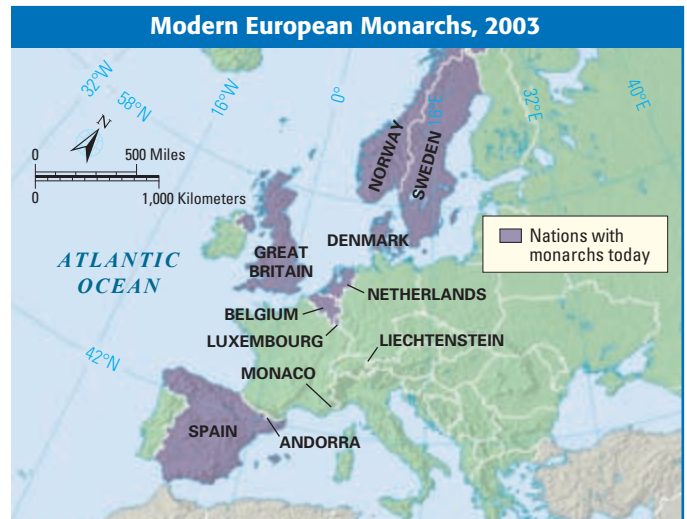 Modern European Monarchs, 2003
32°W
58°N
16°W
0°
16°E
32°E
40°E
N
0 500 Miles
0 1,000 Kilometers
NORWAY
SWEDEN
Nations with
monarchs today
DENMARK
GREAT
BRITAIN
ATLANTIC
OCEAN
NETHERLANDS
BELGIUM
LUXEMBOURG
LIECHTENSTEIN
MONACO
42°N
SPAIN
ANDORRA